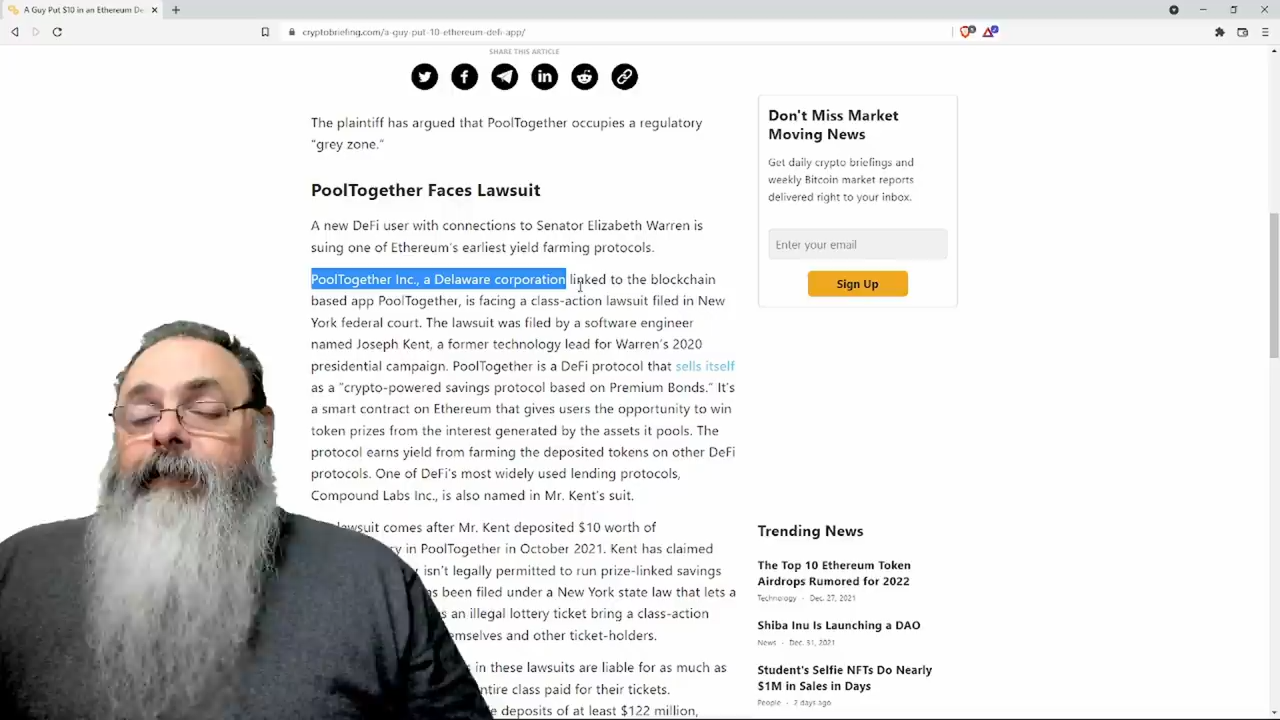 A Guy Put $10 in an Ethereum De
cryptobriefing.com/a-guy-put-10-ethereum-defi-app/
SHARE THIS ARTICLE
The plaintiff has argued that PoolTogether occupies a regulatory
“grey zone.”
PoolTogether Faces Lawsuit
A new DeFi user with connections to Senator Elizabeth Warren is
suing one of Ethereum’s earliest yield farming protocols.
PoolTogether Inc., a Delaware corporation linked to the blockchain
based app PoolTogether, is facing a class-action lawsuit filed in New
York federal court. The lawsuit was filed by a software engineer
named Joseph Kent, a former technology lead for Warren’s 2020
presidential campaign. PoolTogether is a DeFi protocol that sells itself
as a “crypto-powered savings protocol based on Premium Bonds.” It’s
a smart contract on Ethereum that gives users the opportunity to win
token prizes from the interest generated by the assets it pools. The
protocol earns yield from farming the deposited tokens on other DeFi
protocols. One of DeFi’s most widely used lending protocols,
Compound Labs Inc., is also named in Mr. Kent’s suit.
lawsuit comes after Mr. Kent deposited $10 worth of
in PoolTogether in October 2021. Kent has claimed
isn’t legally permitted to run prize-linked savings
been filed under a New York state law that lets a
an illegal lottery ticket bring a class-action
and other ticket-holders.
in these lawsuits are liable for as much as
class paid for their tickets.
deposits of at least $122 million,
Don't Miss Market
Moving News
Get daily crypto briefings and
weekly Bitcoin market reports
delivered right to your inbox.
Enter your email
Sign Up
Trending News
The Top 10 Ethereum Token
Airdrops Rumored for 2022
Technology · Dec. 27, 2021
Shiba Inu Is Launching a DAO
News · Dec. 31, 2021
Student's Selfie NFTs Do Nearly
$1M in Sales in Days
People · 2 days ago